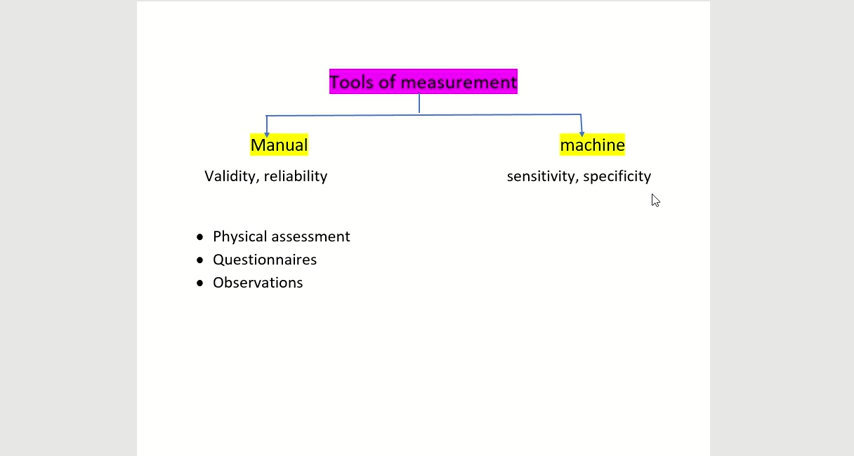 Tools of measurement
Manual
machine
Validity, reliability
sensitivity, specificity
• Physical assessment
• Questionnaires
• Observations